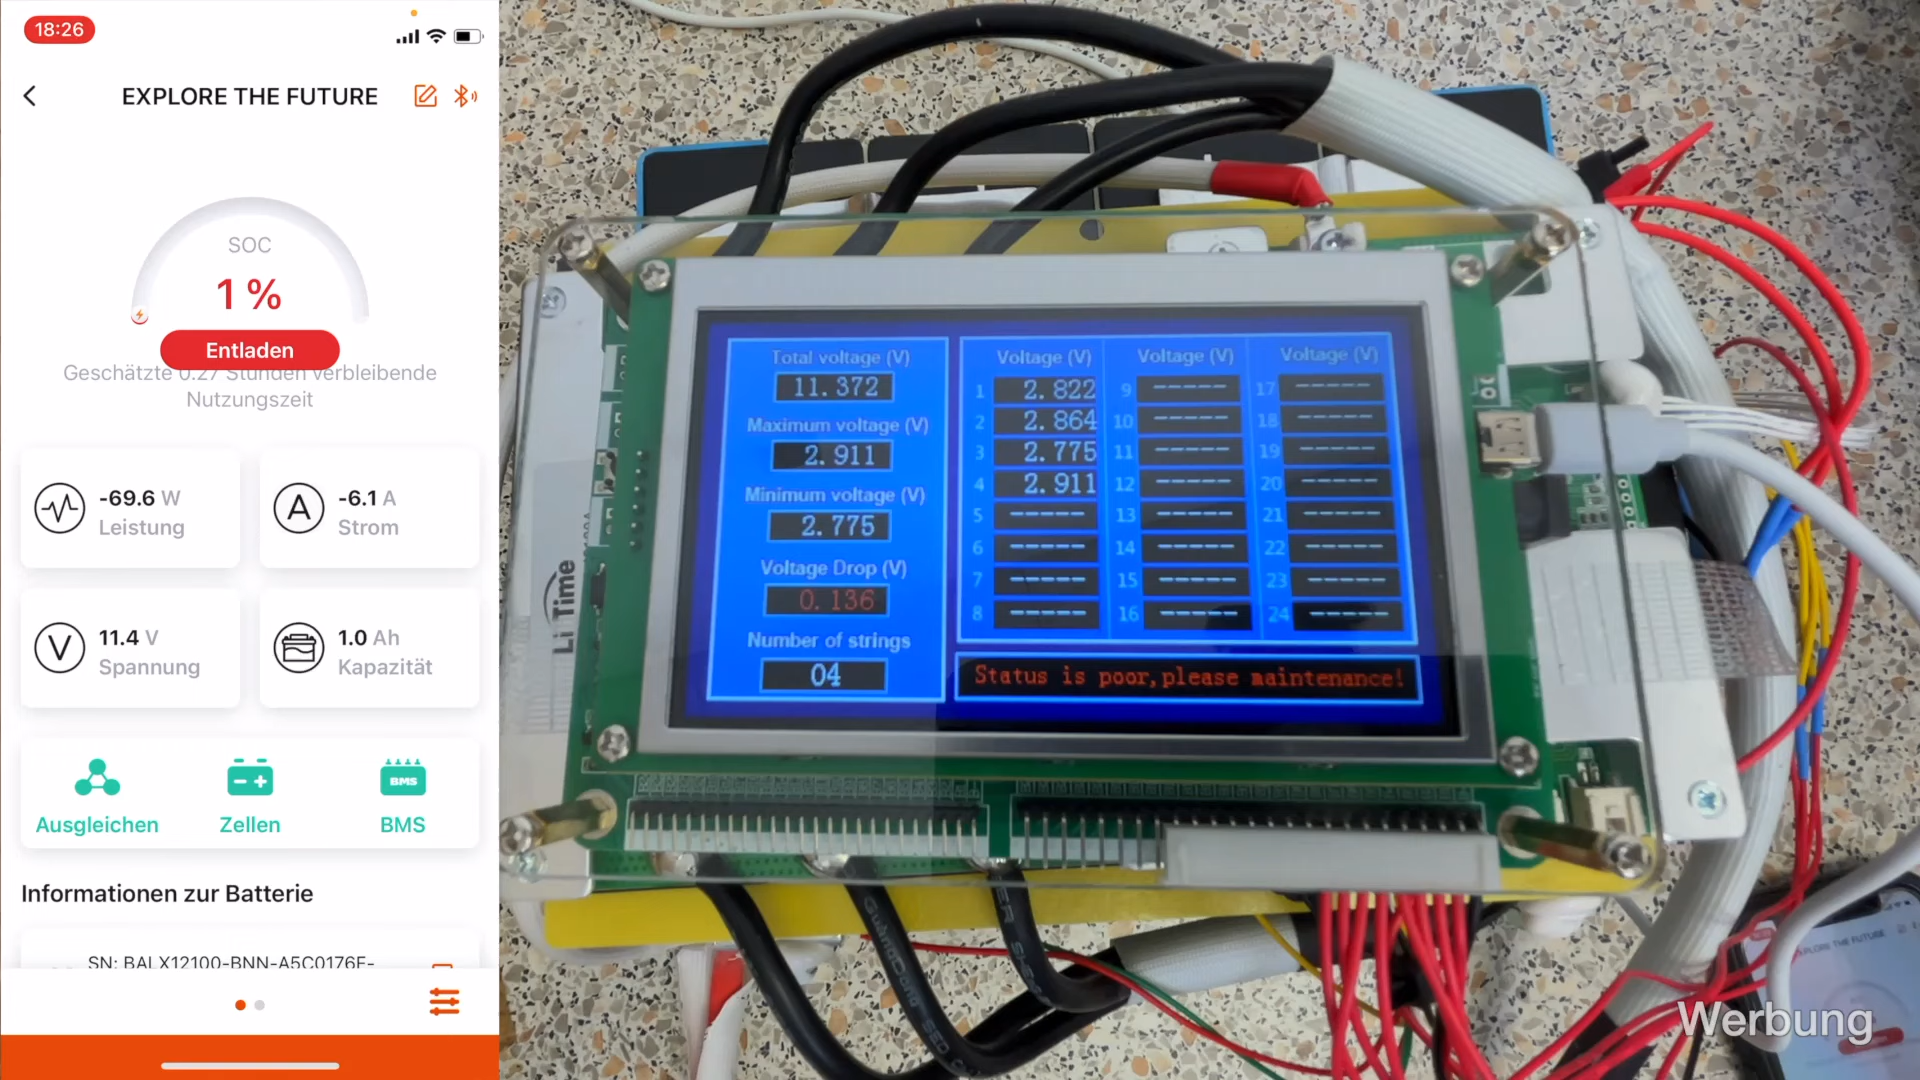 18:26
EXPLORE THE FUTURE
SOC
1 %
Entladen
Geschätzte 0.27 Stunden verbleibende
Nutzungszeit
-69.6 W
Leistung
-6.1 A
Strom
11.4 V
Spannung
1.0 Ah
Kapazität
Ausgleichen
Zellen
BMS
BMS
Informationen zur Batterie
SN: BALX12100-BNN-A5C0176F-
Li Time
Total voltage (V)
11.372
Maximum voltage (V)
2.911
Minimum voltage (V)
2.775
Voltage Drop (V)
0.136
Number of strings
04
Voltage (V) Voltage (V) Voltage (V)
1 2.822 9 ----- 17 -----
2 2.864 10 ----- 18 -----
3 2.775 11 ----- 19 -----
4 2.911 12 ----- 20 -----
5 ----- 13 ----- 21 -----
6 ----- 14 ----- 22 -----
7 ----- 15 ----- 23 -----
8 ----- 16 ----- 24 -----
Status is poor,please maintenance!
Werbung